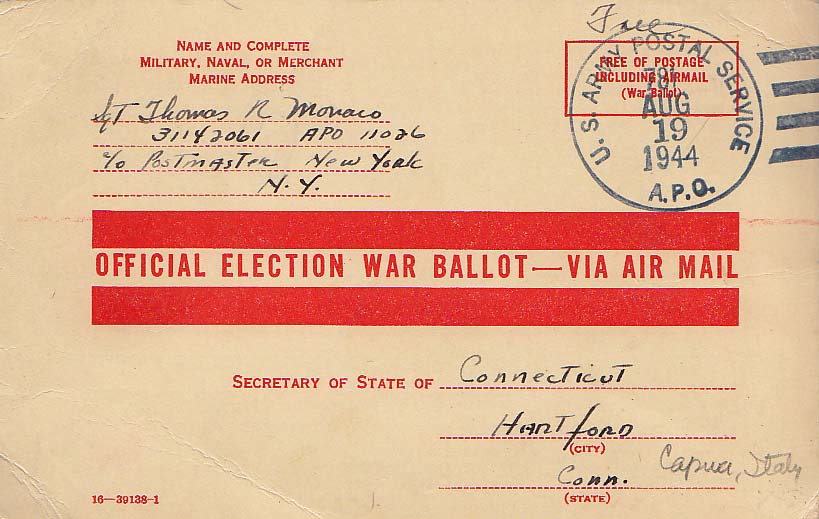 Free
NAME AND COMPLETE
MILITARY, NAVAL, OR MERCHANT
MARINE ADDRESS
Sgt Thomas R Monaco
31142061 APO 11026
c/o Postmaster New York
N.Y.
FREE OF POSTAGE
INCLUDING AIRMAIL
(War Ballot)
U.S. ARMY POSTAL SERVICE
781
AUG
19
1944
A.P.O.
OFFICIAL ELECTION WAR BALLOT—VIA AIR MAIL
SECRETARY OF STATE OF Connecticut
Hartford
(CITY)
Conn.
(STATE)
Capua, Italy
16—39138-1